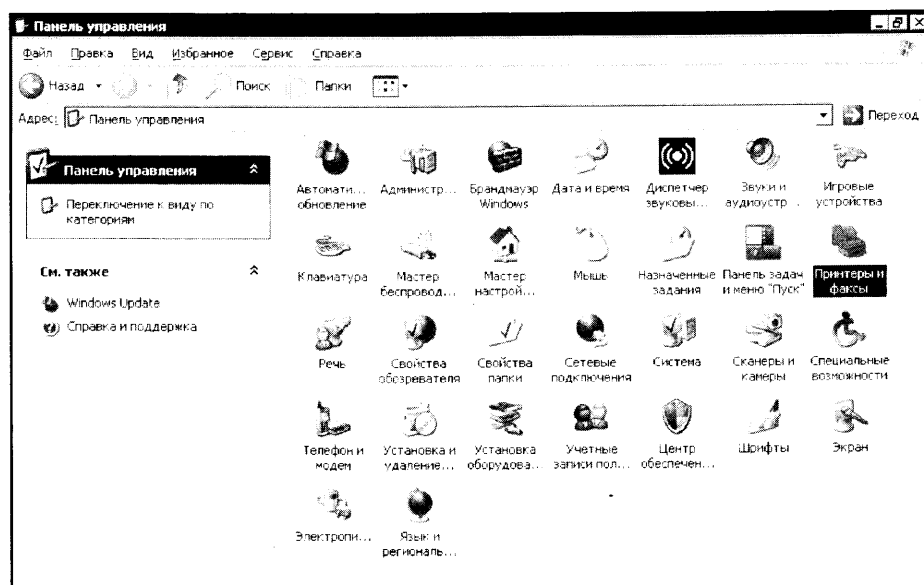 Панель управления
Файл Правка Вид Избранное Сервис Справка
Назад Поиск Папки
Адрес: Панель управления Переход
Панель управления
Переключение к виду по
категориям
См. также
Windows Update
Справка и поддержка
Автомати... Администр... Брандмауэр Дата и время Диспетчер Звуки и Игровые
обновление Windows звуковы... аудиоустр... устройства
Клавиатура Мастер Мастер Мышь Назначенные Панель задач Принтеры и
беспровод... настрой... задания и меню "Пуск" факсы
Речь Свойства Свойства Сетевые Система Сканеры и Специальные
обозревателя папки подключения камеры возможности
Телефон и Установка и Установка Учетные Центр Шрифты Экран
модем удаление... оборудова... записи пол... обеспечен...
Электропи... Язык и
региональ...